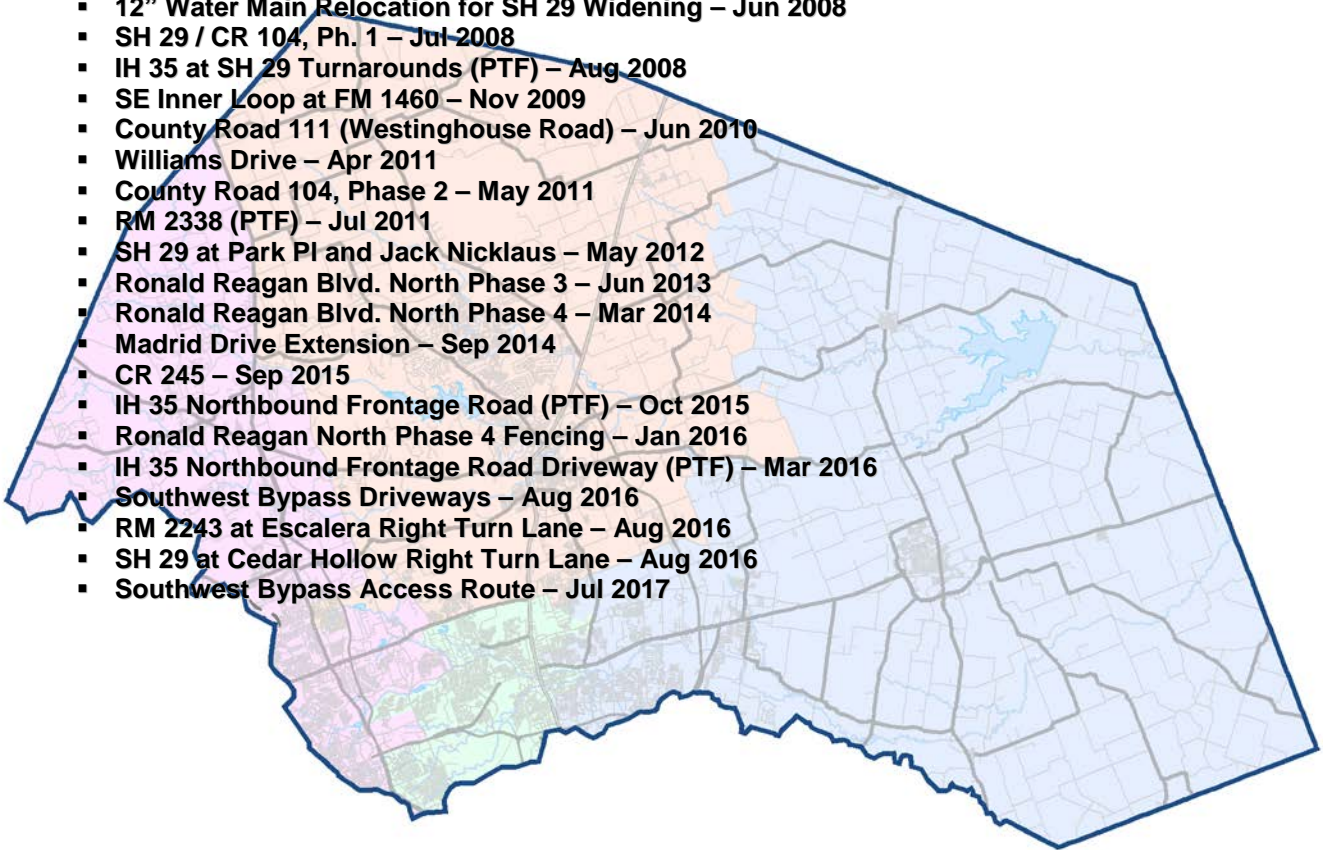 ▪ 12” Water Main Relocation for SH 29 Widening – Jun 2008
▪ SH 29 / CR 104, Ph. 1 – Jul 2008
▪ IH 35 at SH 29 Turnarounds (PTF) – Aug 2008
▪ SE Inner Loop at FM 1460 – Nov 2009
▪ County Road 111 (Westinghouse Road) – Jun 2010
▪ Williams Drive – Apr 2011
▪ County Road 104, Phase 2 – May 2011
▪ RM 2338 (PTF) – Jul 2011
▪ SH 29 at Park Pl and Jack Nicklaus – May 2012
▪ Ronald Reagan Blvd. North Phase 3 – Jun 2013
▪ Ronald Reagan Blvd. North Phase 4 – Mar 2014
▪ Madrid Drive Extension – Sep 2014
▪ CR 245 – Sep 2015
▪ IH 35 Northbound Frontage Road (PTF) – Oct 2015
▪ Ronald Reagan North Phase 4 Fencing – Jan 2016
▪ IH 35 Northbound Frontage Road Driveway (PTF) – Mar 2016
▪ Southwest Bypass Driveways – Aug 2016
▪ RM 2243 at Escalera Right Turn Lane – Aug 2016
▪ SH 29 at Cedar Hollow Right Turn Lane – Aug 2016
▪ Southwest Bypass Access Route – Jul 2017